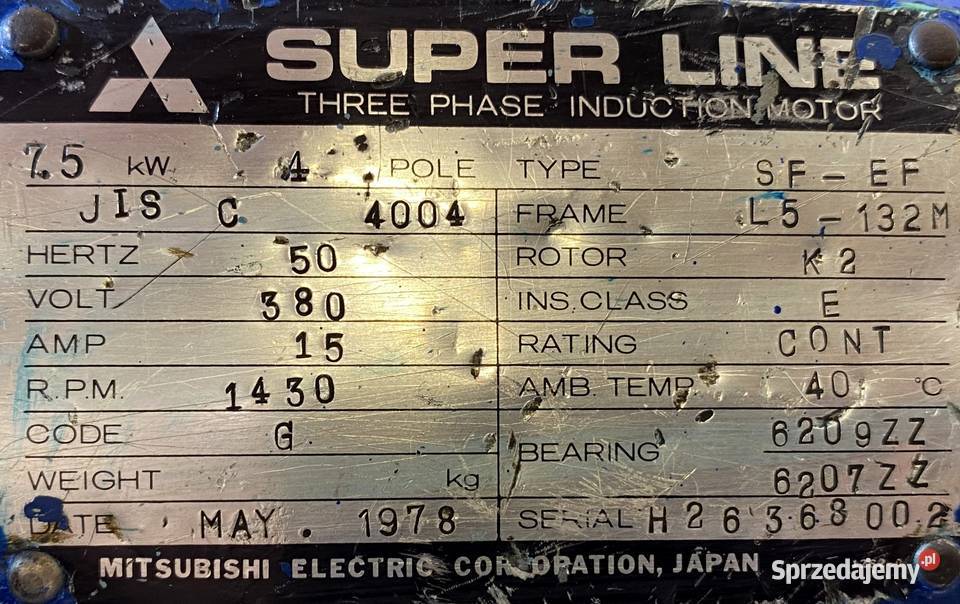 SUPER LINE
THREE PHASE INDUCTION MOTOR
7.5 kW 4 POLE
JIS C 4004
HERTZ 50
VOLT 380
AMP 15
R.P.M. 1430
CODE G
WEIGHT kg
DATE MAY. 1978
TYPE SF-EF
FRAME L5-132M
ROTOR K2
INS.CLASS E
RATING CONT
AMB. TEMP. 40 °C
BEARING 6209ZZ
6207ZZ
SERIAL H26368002
MITSUBISHI ELECTRIC CORPORATION, JAPAN
Sprzedajemy.pl